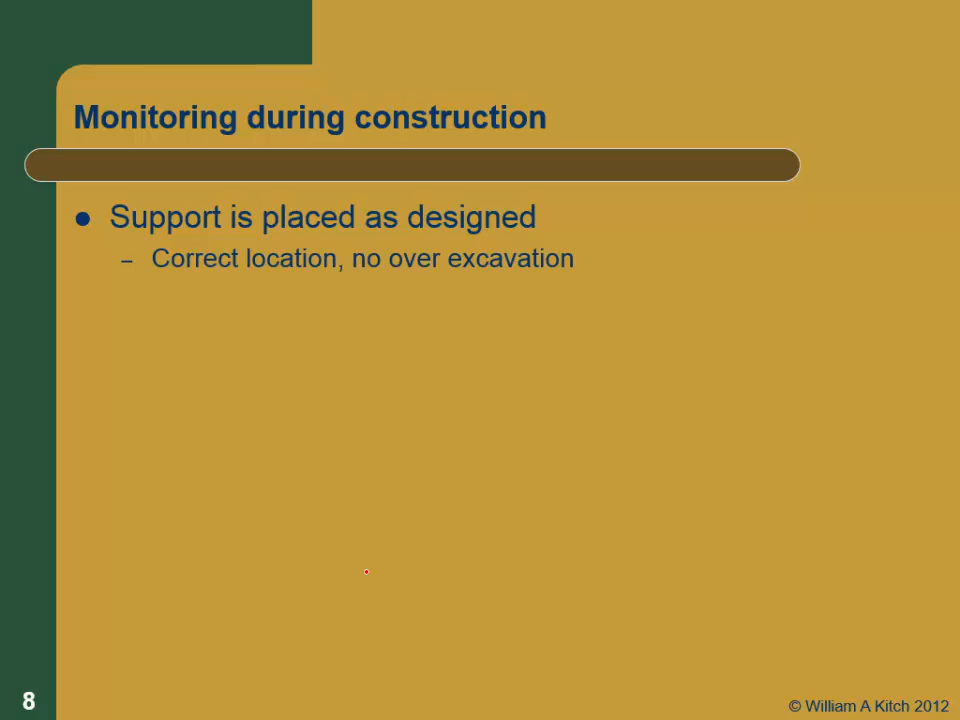 Monitoring during construction
● Support is placed as designed
– Correct location, no over excavation
8
© William A Kitch 2012